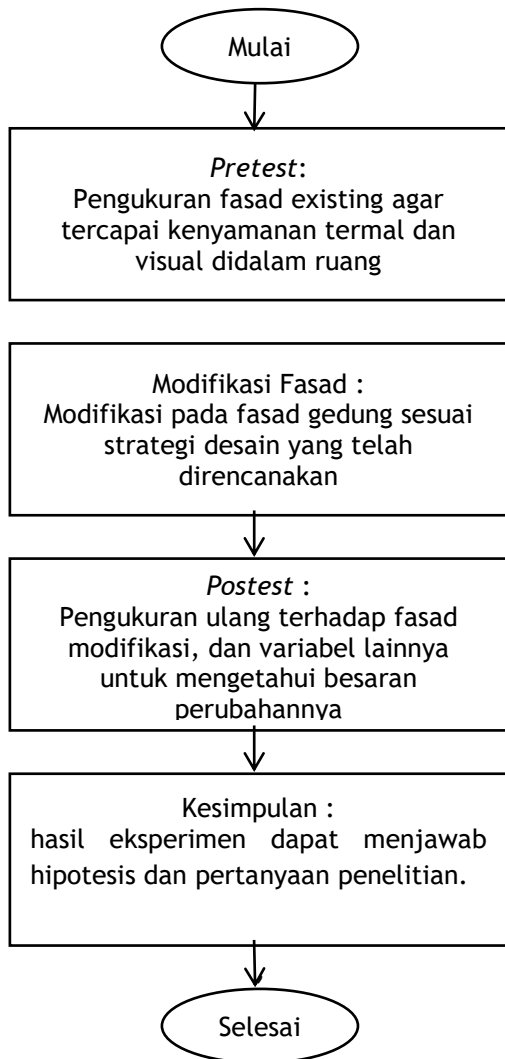 Mulai
Pretest:
Pengukuran fasad existing agar
tercapai kenyamanan termal dan
visual didalam ruang
Modifikasi Fasad :
Modifikasi pada fasad gedung sesuai
strategi desain yang telah
direncanakan
Postest :
Pengukuran ulang terhadap fasad
modifikasi, dan variabel lainnya
untuk mengetahui besaran
perubahannya
Kesimpulan :
hasil eksperimen dapat menjawab
hipotesis dan pertanyaan penelitian.
Selesai